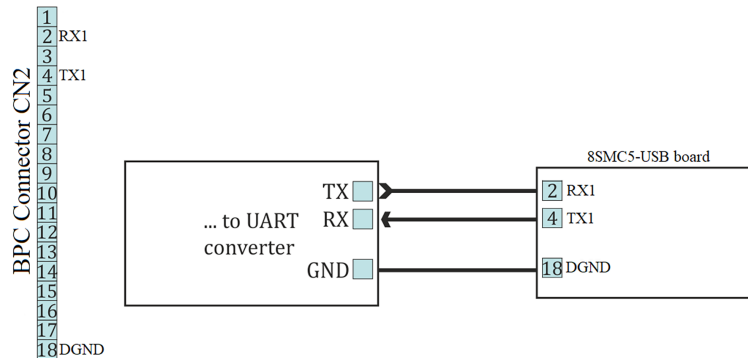 BPC Connector CN2
1
2 RX1
3
4 TX1
5
6
7
8
9
10
11
12
13
14
15
16
17
18 DGND
... to UART
converter
TX
RX
GND
8SMC5-USB board
2 RX1
4 TX1
18 DGND